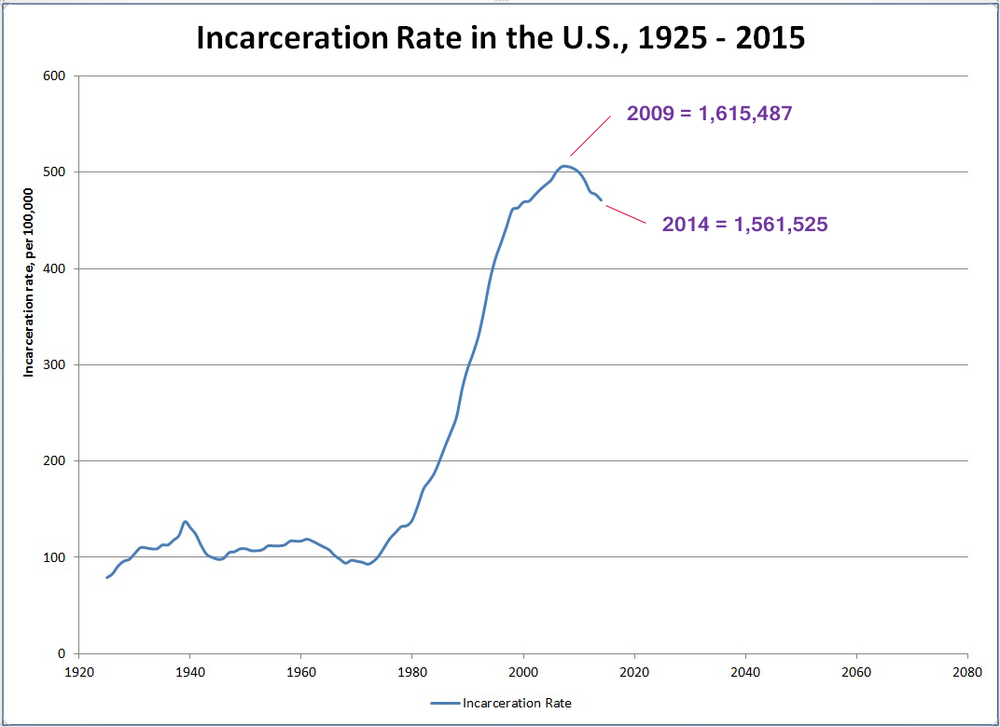 Incarceration Rate in the U.S., 1925 - 2015
600
500
400
300
200
100
0
Incarceration rate, per 100,000
2009 = 1,615,487
2014 = 1,561,525
1920 1940 1960 1980 2000 2020 2040 2060 2080
Incarceration Rate